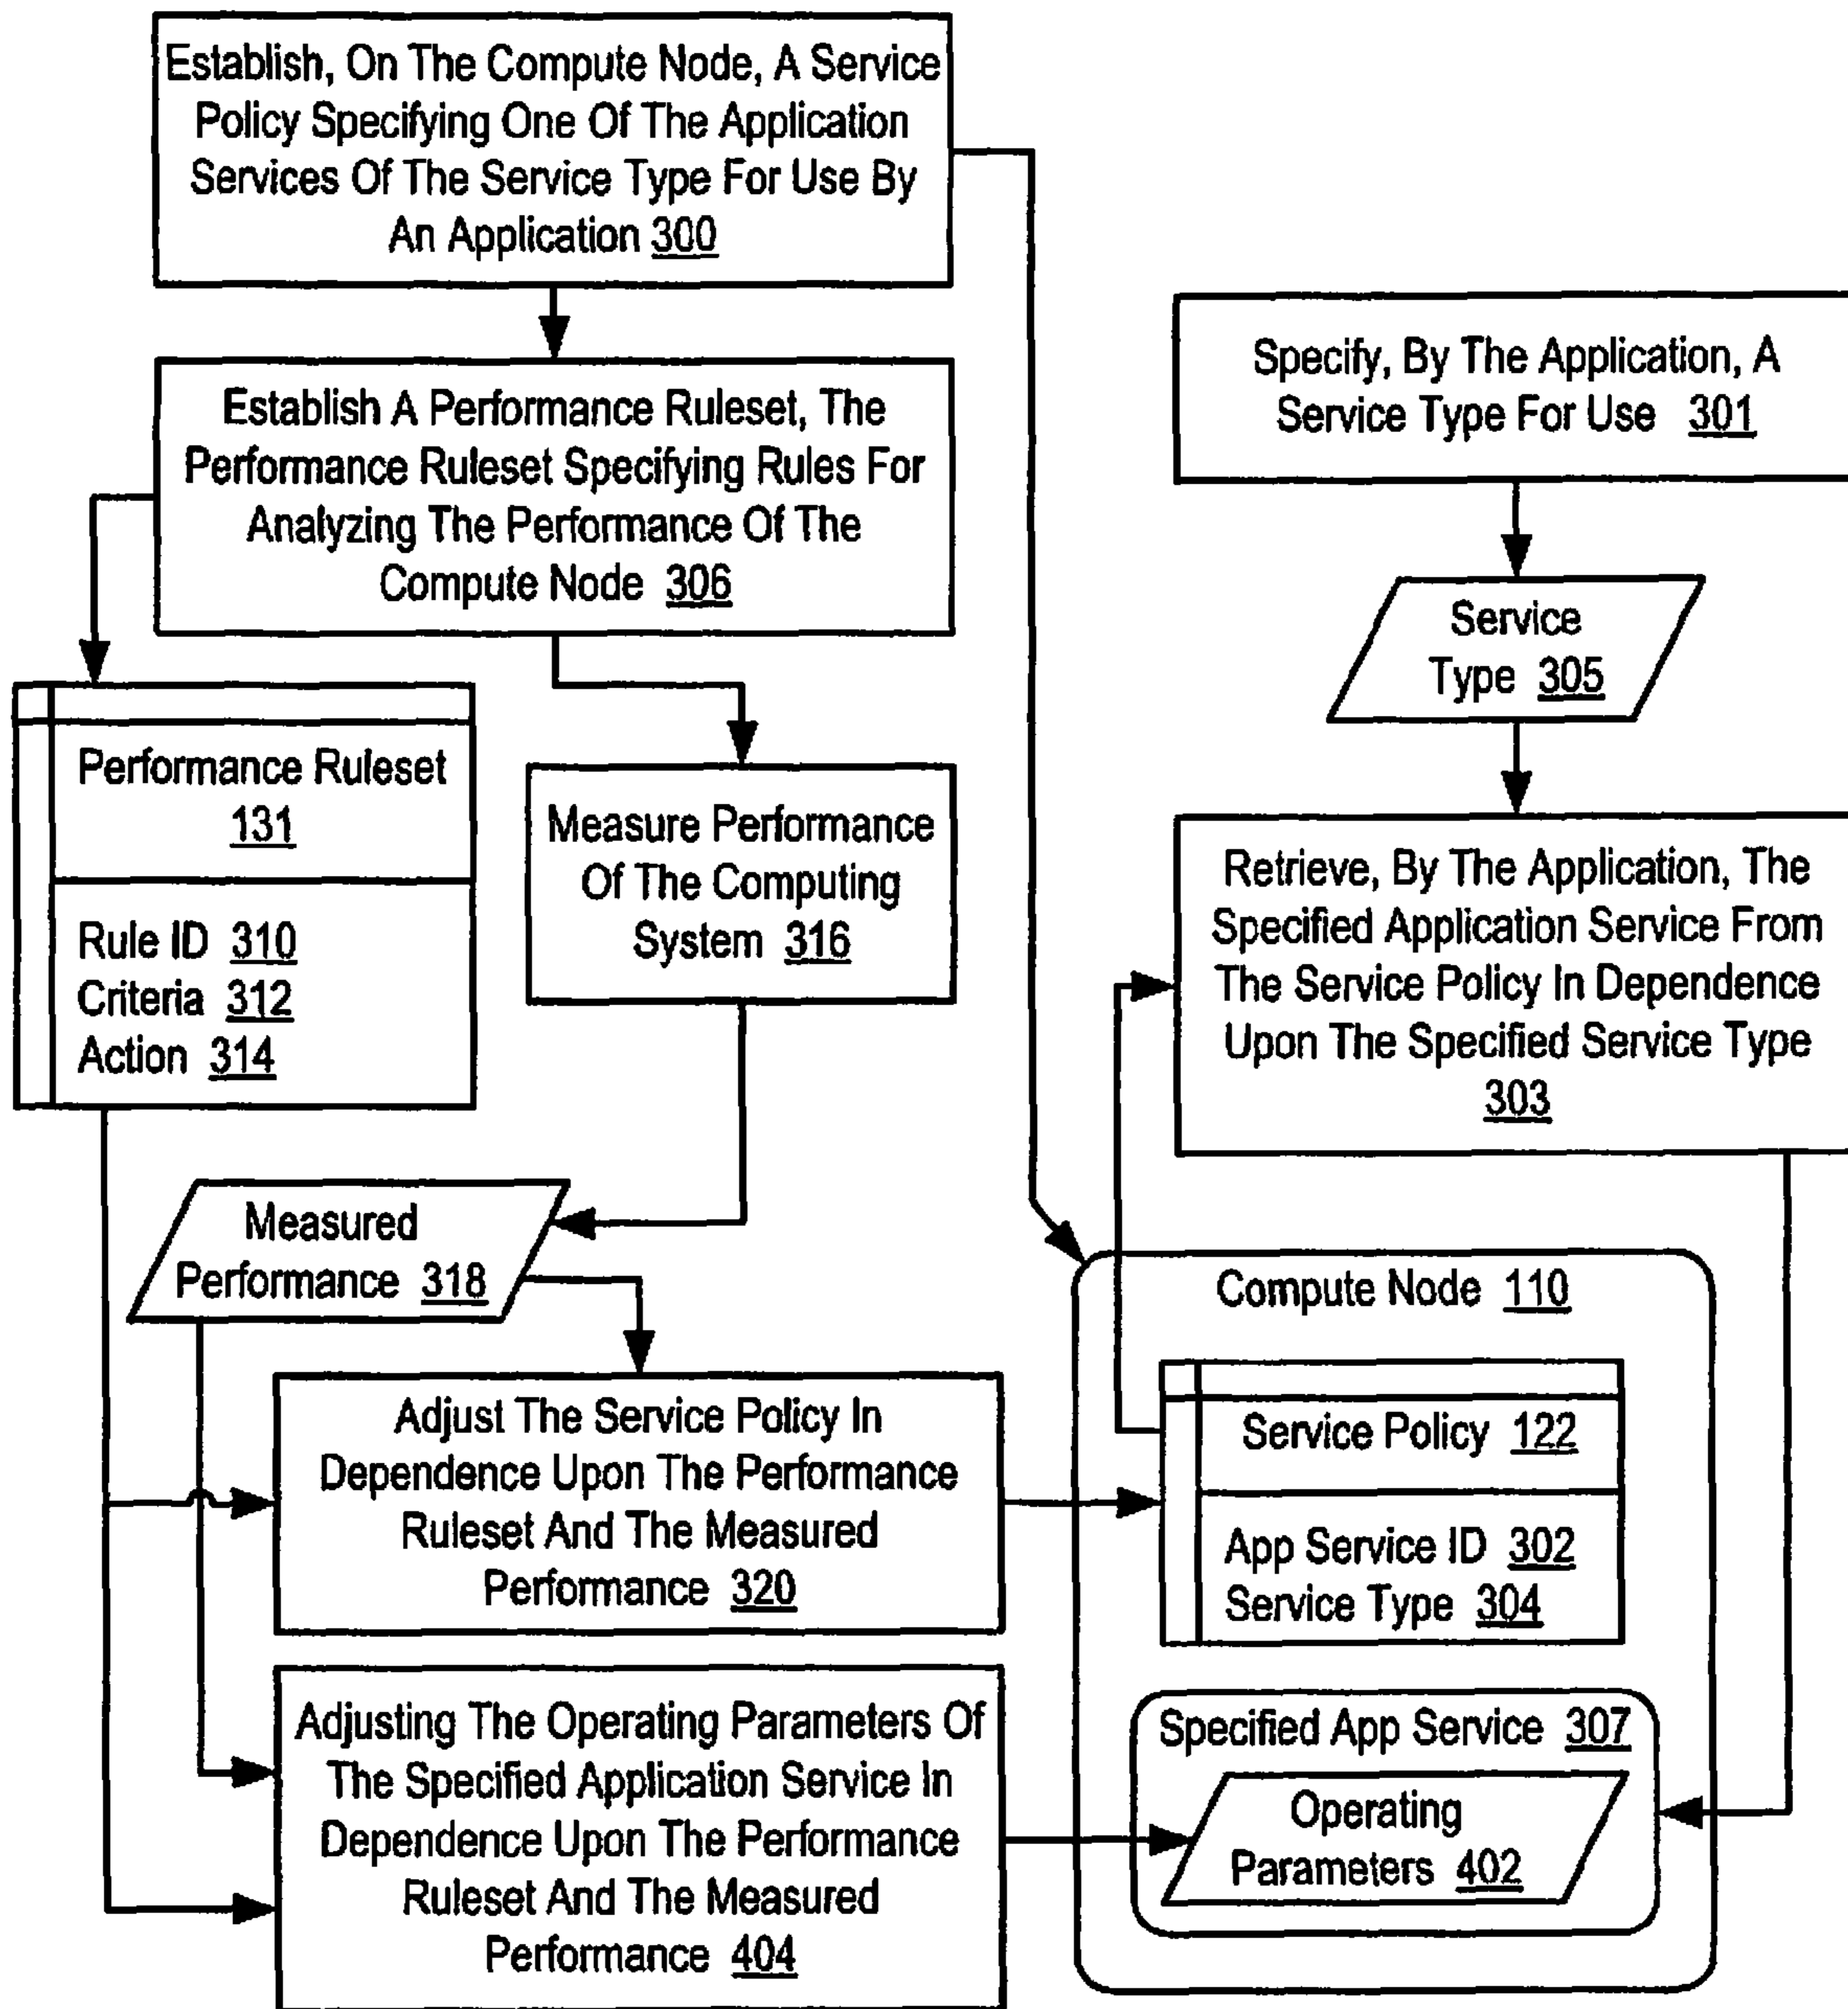 Establish, On The Compute Node, A Service
Policy Specifying One Of The Application
Services Of The Service Type For Use By
An Application 300
Establish A Performance Ruleset, The
Performance Ruleset Specifying Rules For
Analyzing The Performance Of The
Compute Node 306
Specify, By The Application, A
Service Type For Use 301
Service
Type 305
Performance Ruleset
131
Rule ID 310
Criteria 312
Action 314
Measure Performance
Of The Computing
System 316
Retrieve, By The Application, The
Specified Application Service From
The Service Policy In Dependence
Upon The Specified Service Type
303
Measured
Performance 318
Compute Node 110
Adjust The Service Policy In
Dependence Upon The Performance
Ruleset And The Measured
Performance 320
Service Policy 122
App Service ID 302
Service Type 304
Adjusting The Operating Parameters Of
The Specified Application Service In
Dependence Upon The Performance
Ruleset And The Measured
Performance 404
Specified App Service 307
Operating
Parameters 402